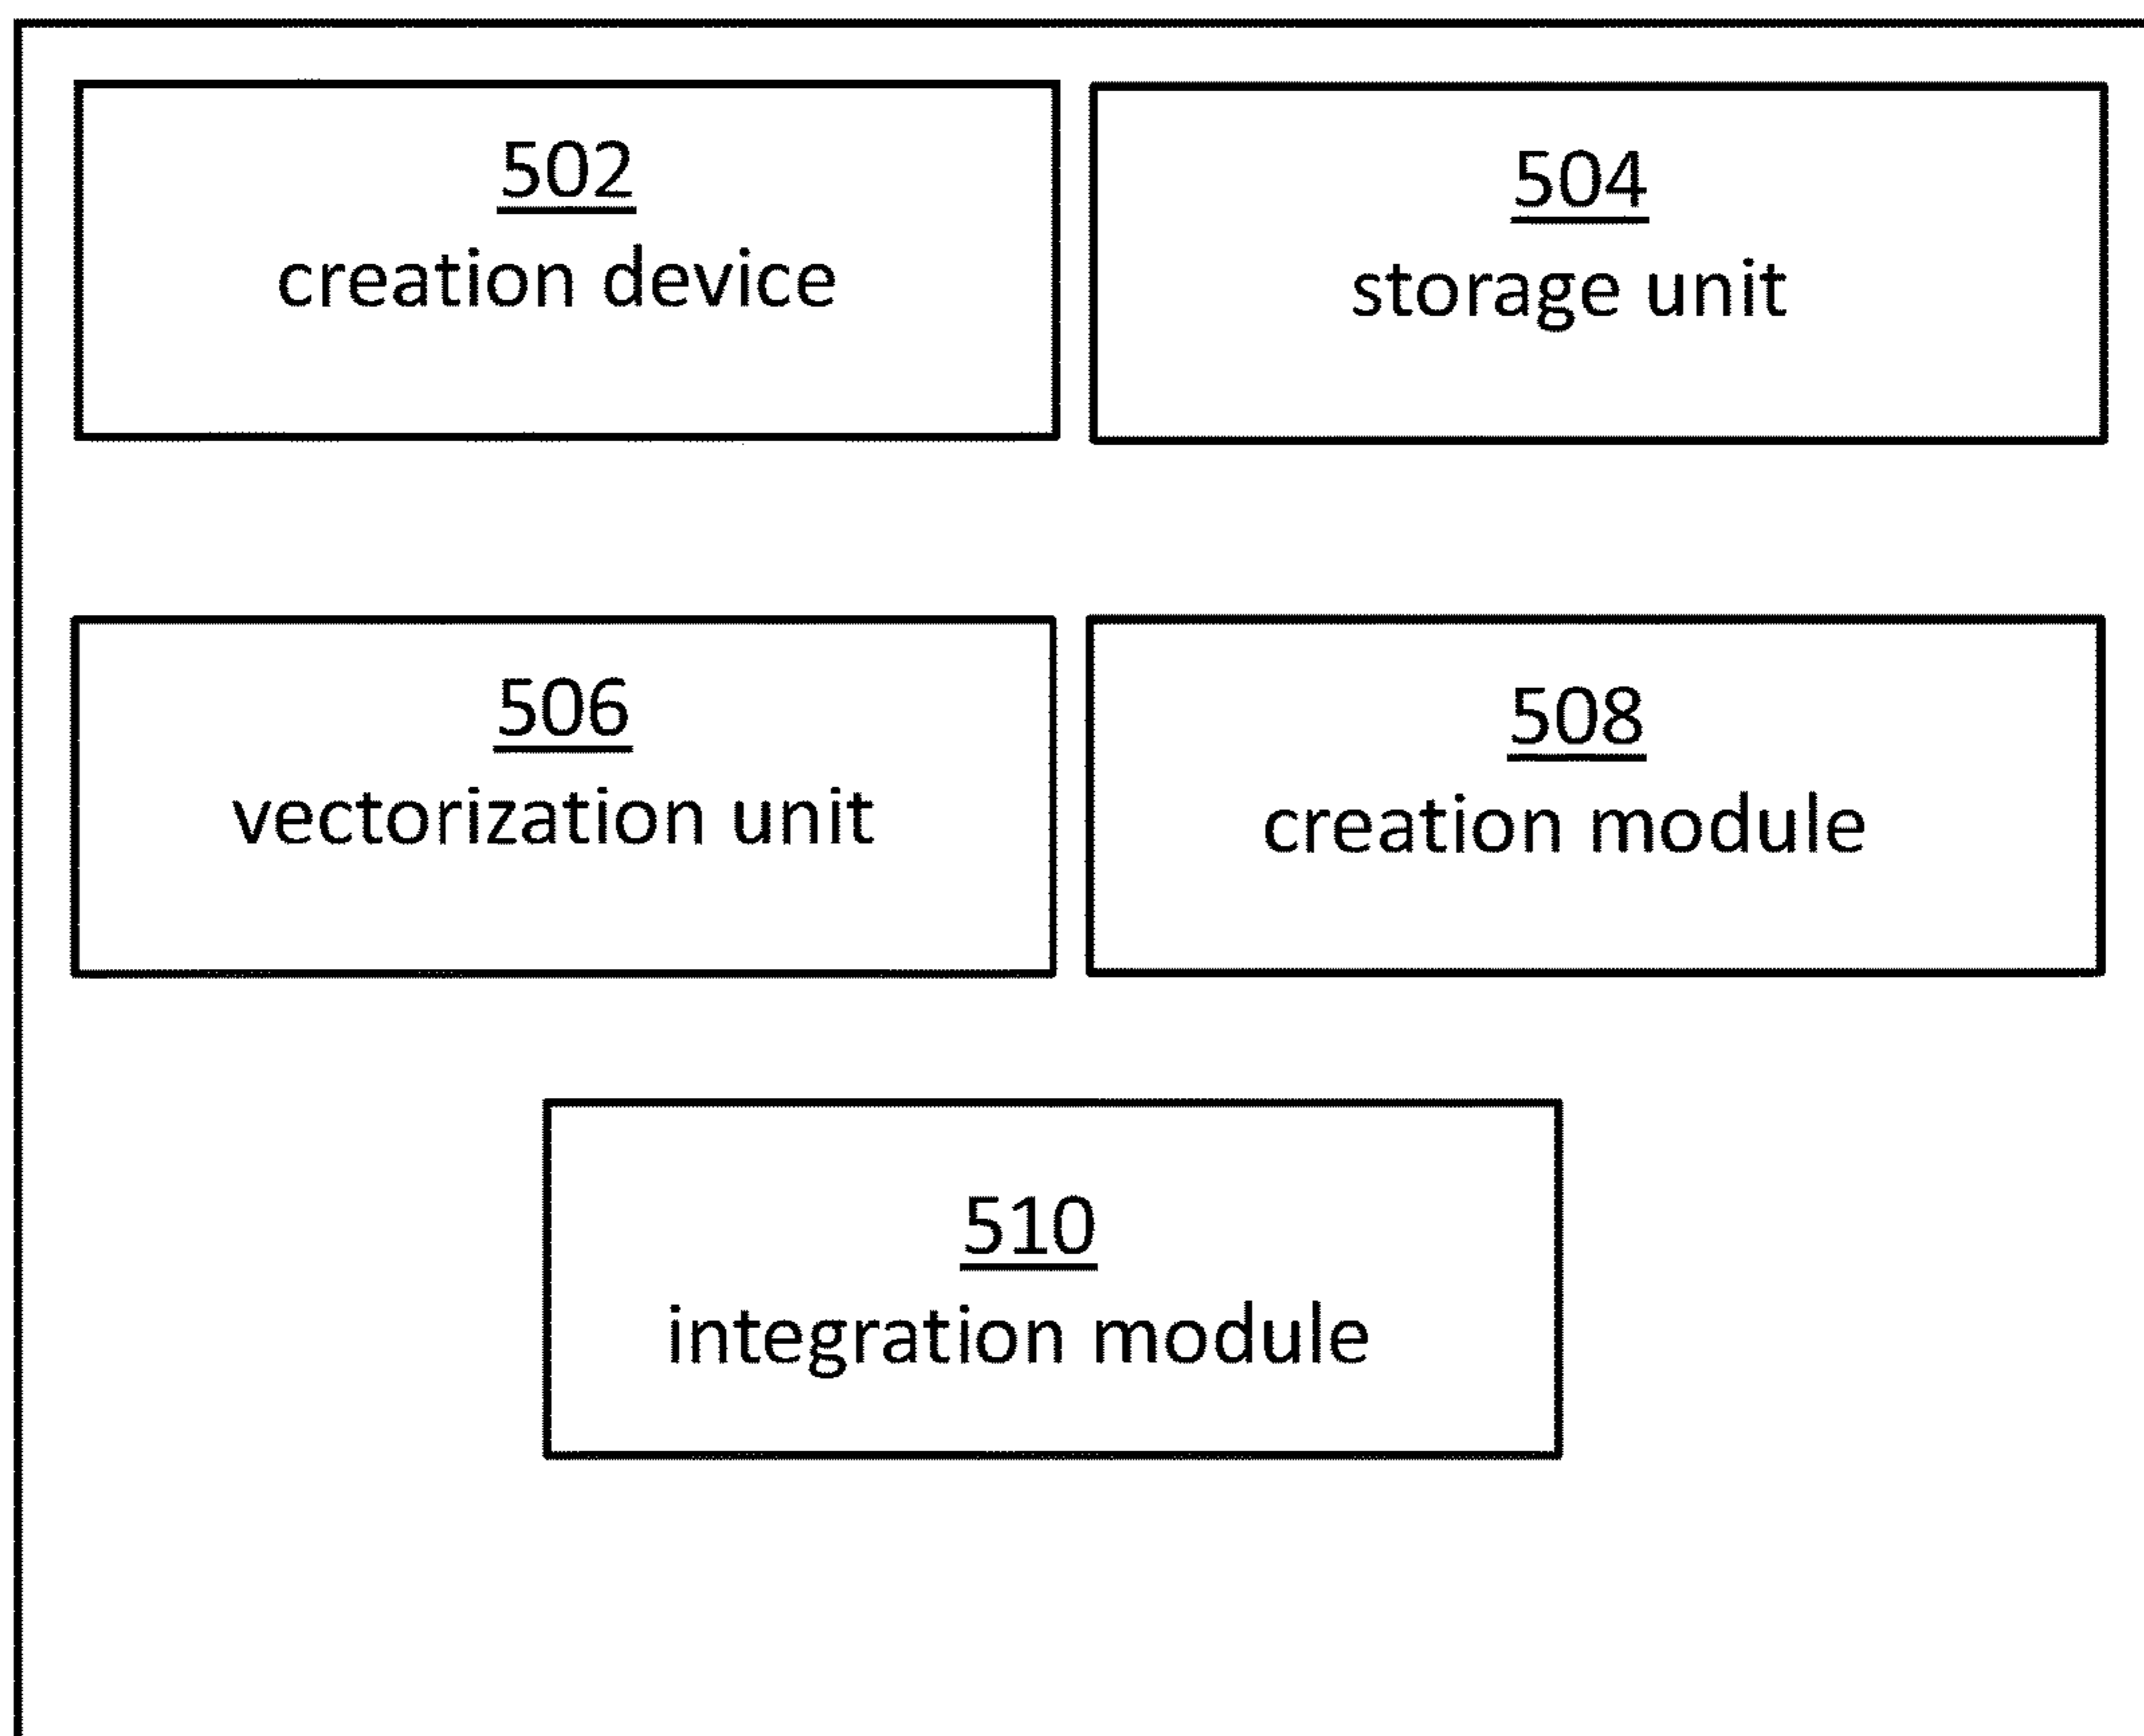 502
creation device
504
storage unit
506
vectorization unit
508
creation module
510
integration module